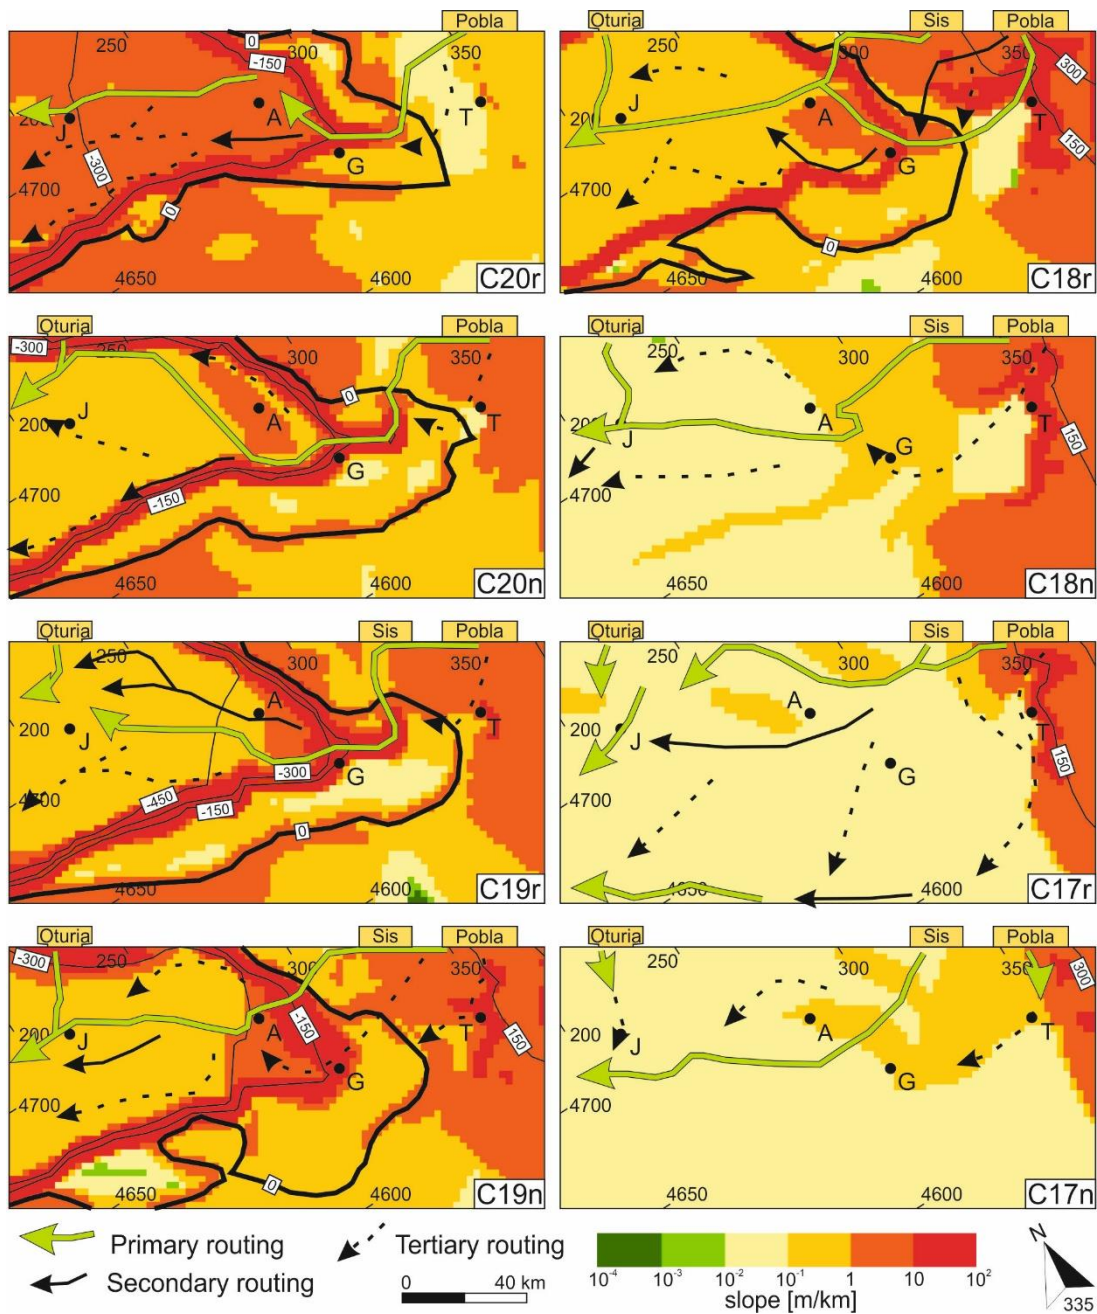 Pobla
250
0
300
-150
350
J
A
T
200
-300
G
4700
0
4650
4600
C20r
Oturia
Sis
Pobla
250
300
350
300
J
A
T
200
150
G
4700
0
4650
4600
C18r
Oturia
Pobla
-300
250
300
350
0
200
J
A
T
G
4700
-150
4650
4600
C20n
Oturia
Sis
Pobla
250
300
350
J
A
T
G
4700
150
4650
4600
C18n
Oturia
Sis
Pobla
250
300
350
A
T
200
J
-300
G
4700
-450
-150
0
4650
4600
C19r
Oturia
Sis
Pobla
250
300
350
A
T
200
J
150
G
4700
4650
4600
C17r
Oturia
Sis
Pobla
-300
250
300
350
-150
200
J
A
T
150
G
4700
0
4650
4600
C19n
Oturia
Sis
Pobla
250
300
350
300
200
J
A
T
G
4700
4650
4600
C17n
Primary routing
Secondary routing
Tertiary routing
0 40 km
10⁻⁴ 10⁻³ 10⁻² 10⁻¹ 1 10 10²
slope [m/km]
N
335